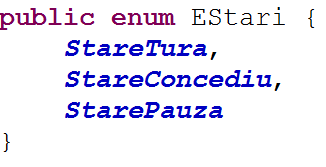 public enum EStari {
    StareTura,
    StareConcediu,
    StarePauza
}